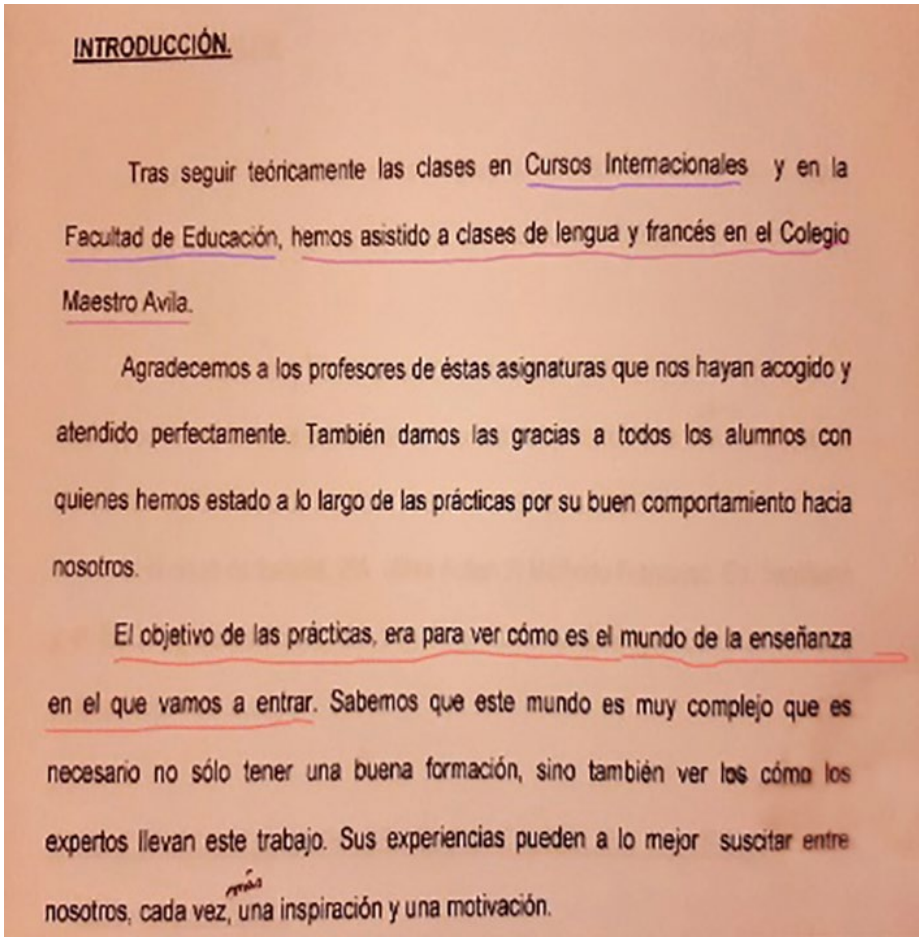 INTRODUCCIÓN.
Tras seguir teóricamente las clases en Cursos Internacionales y en la
Facultad de Educación, hemos asistido a clases de lengua y francés en el Colegio
Maestro Avila.
Agradecemos a los profesores de éstas asignaturas que nos hayan acogido y
atendido perfectamente. También damos las gracias a todos los alumnos con
quienes hemos estado a lo largo de las prácticas por su buen comportamiento hacia
nosotros.
El objetivo de las prácticas, era para ver cómo es el mundo de la enseñanza
en el que vamos a entrar. Sabemos que este mundo es muy complejo que es
necesario no sólo tener una buena formación, sino también ver los cómo los
expertos llevan este trabajo. Sus experiencias pueden a lo mejor suscitar entre
más
nosotros, cada vez, una inspiración y una motivación.